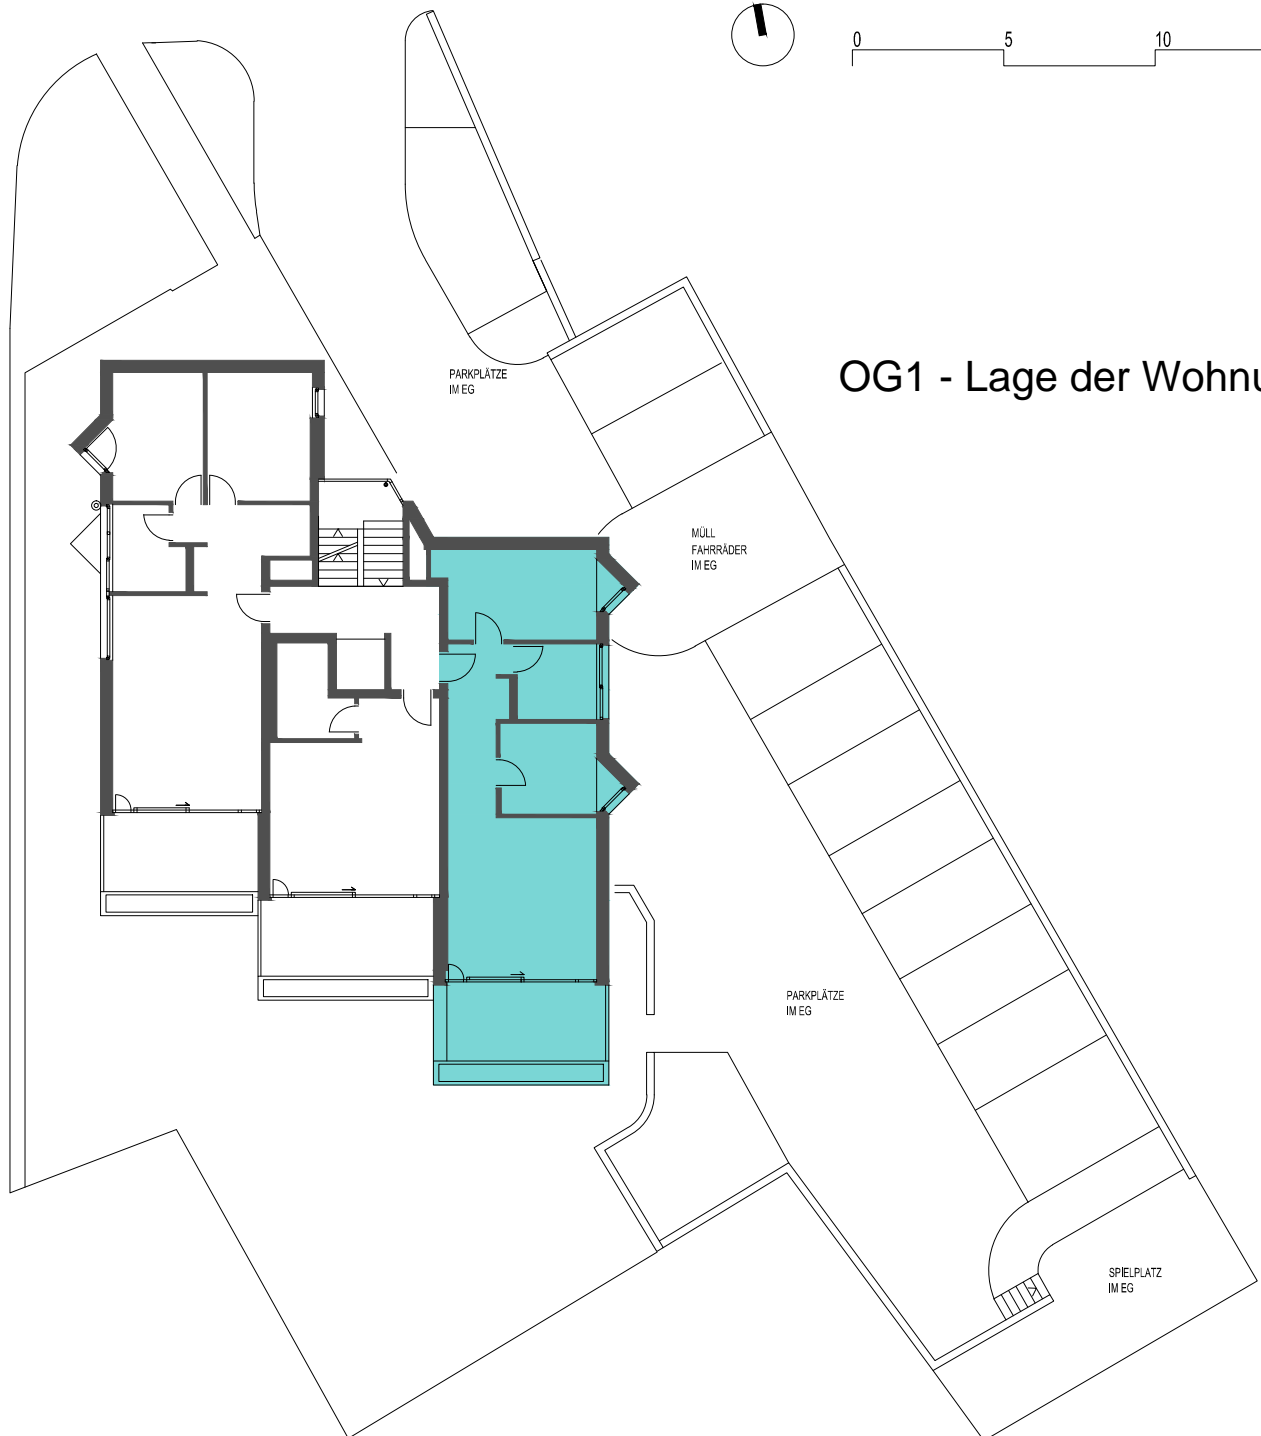 0 5 10
OG1 - Lage der Wohnu
PARKPLÄTZE
IM EG
MÜLL
FAHRRÄDER
IM EG
PARKPLÄTZE
IM EG
SPIELPLATZ
IM EG